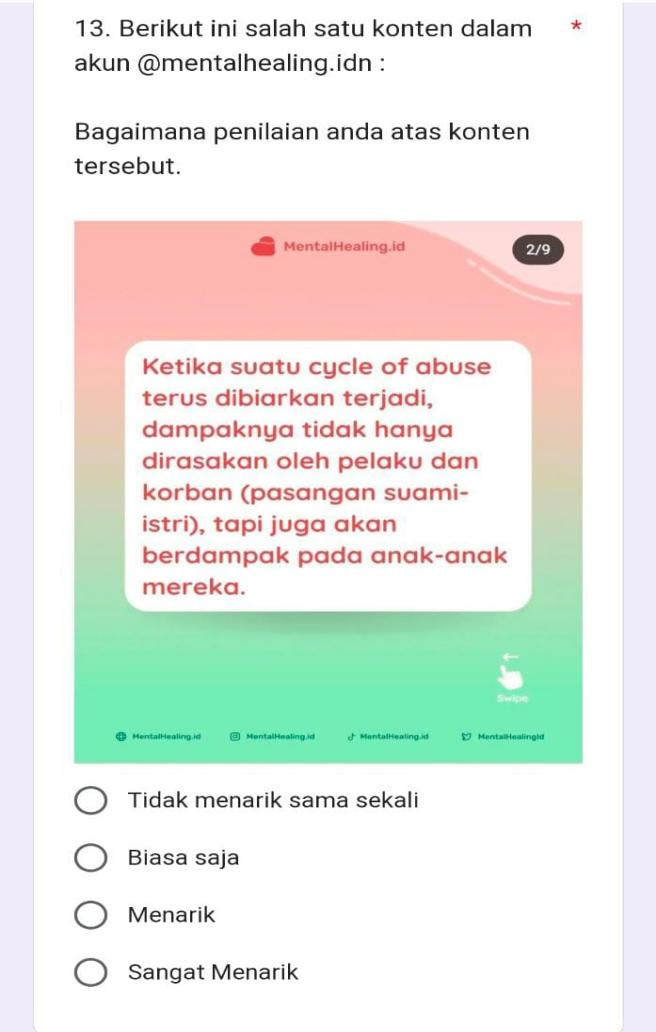 13. Berikut ini salah satu konten dalam *
akun @mentalhealing.idn :
Bagaimana penilaian anda atas konten
tersebut.
MentalHealing.id
2/9
Ketika suatu cycle of abuse
terus dibiarkan terjadi,
dampaknya tidak hanya
dirasakan oleh pelaku dan
korban (pasangan suami-
istri), tapi juga akan
berdampak pada anak-anak
mereka.
Swipe
MentalHealing.id MentalHealing.id MentalHealing.id MentalHealingId
Tidak menarik sama sekali
Biasa saja
Menarik
Sangat Menarik